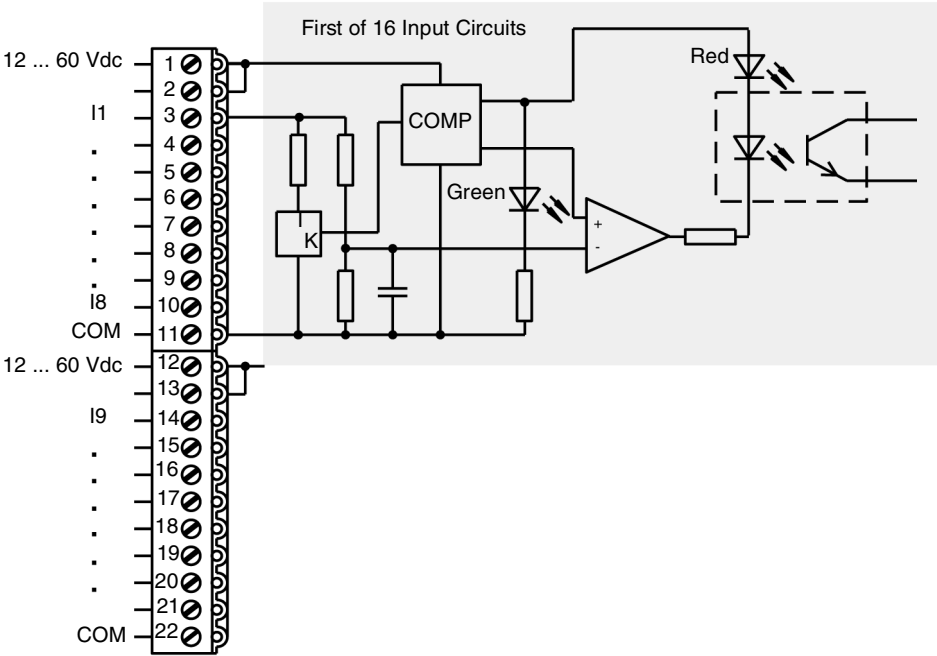 First of 16 Input Circuits
12 ... 60 Vdc 1
2
I1 3
. 4
. 5
. 6
. 7
. 8
. 9
I8 10
COM 11
12 ... 60 Vdc 12
13
I9 14
. 15
. 16
. 17
. 18
. 19
. 20
21
COM 22
COMP
Red
Green
I
K
+
-